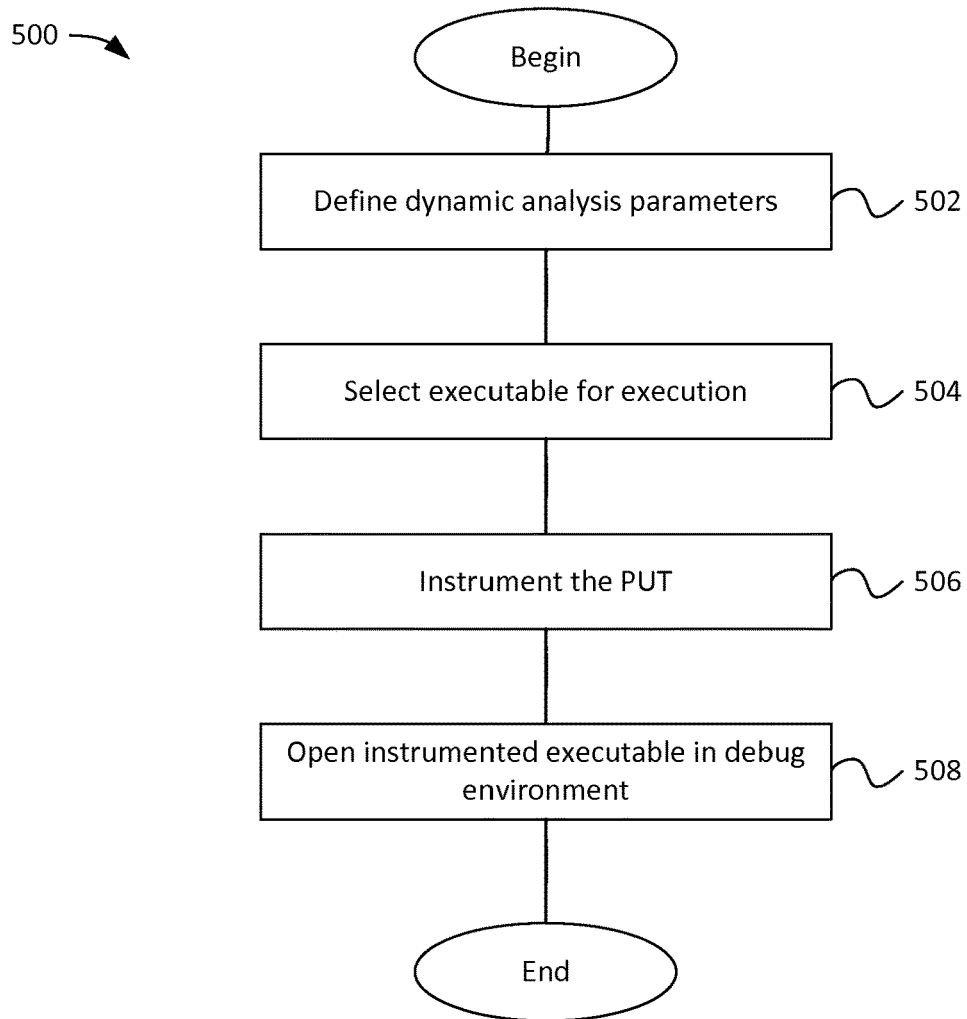 500
Begin
Define dynamic analysis parameters
502
Select executable for execution
504
Instrument the PUT
506
Open instrumented executable in debug
environment
508
End